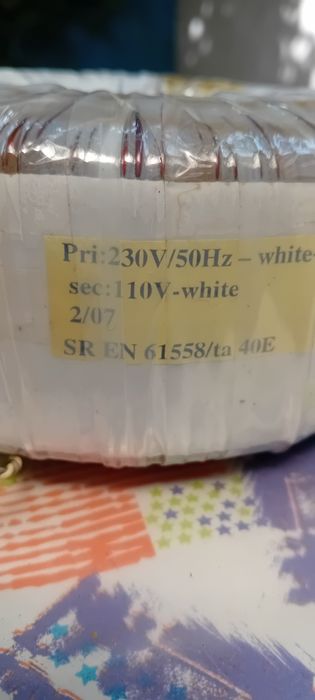 Pri:230V/50Hz – white-
sec:110V-white
2/07
SR EN 61558/ta 40E